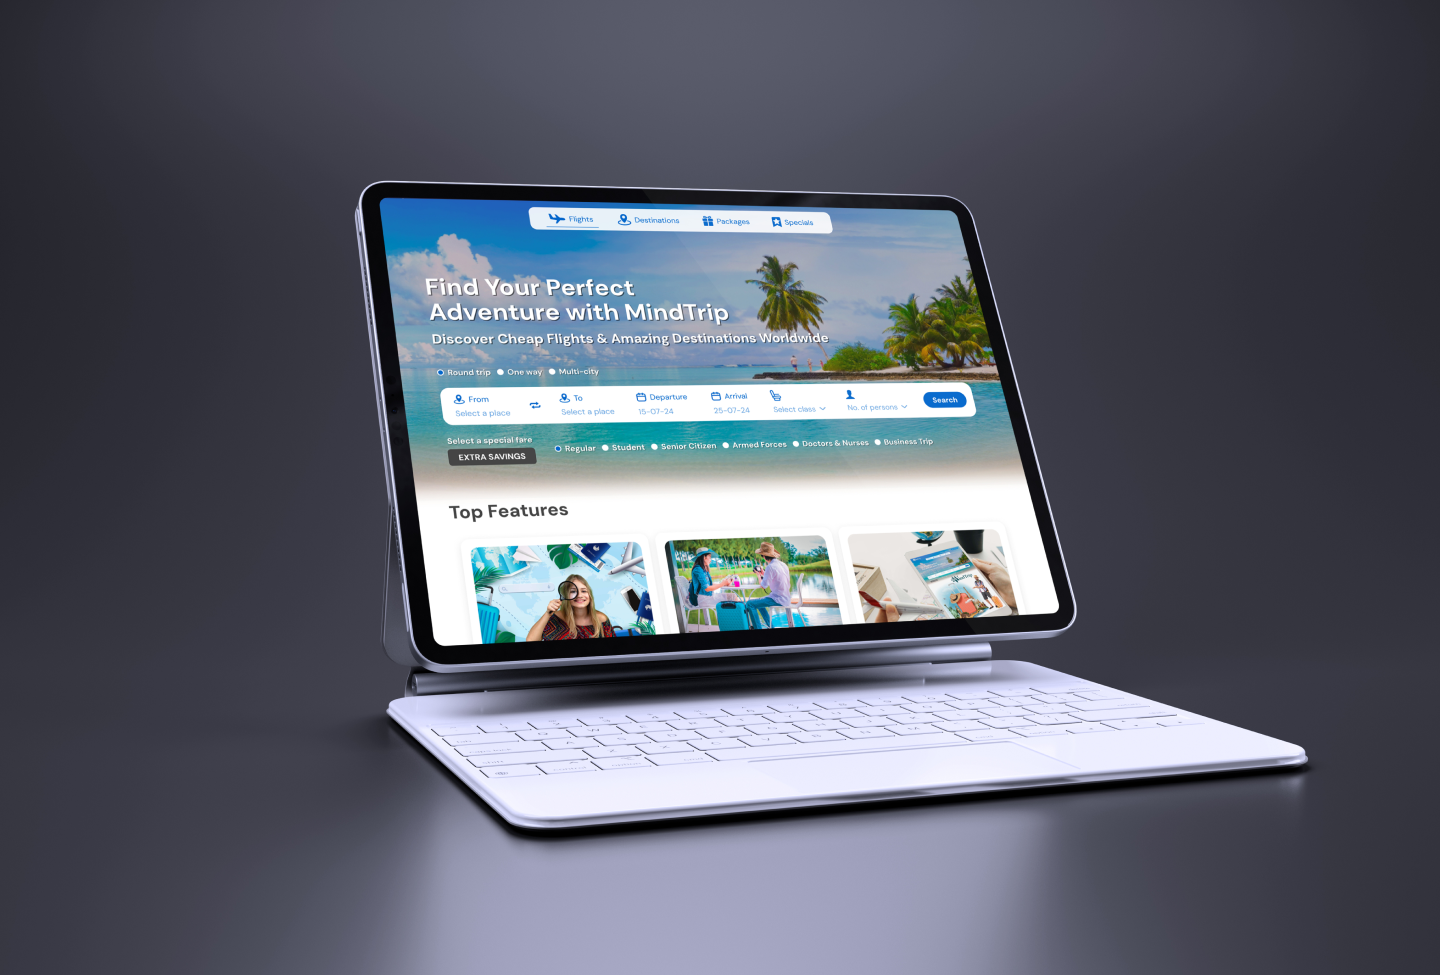 Flights Destinations Packages Specials
Find Your Perfect
Adventure with MindTrip
Discover Cheap Flights & Amazing Destinations Worldwide
Round trip One way Multi-city
From To Departure Arrival
Select a place Select a place 15-07-24 25-07-24 Select class No. of persons Search
Select a special fare
EXTRA SAVINGS Regular Student Senior Citizen Armed Forces Doctors & Nurses Business Trip
Top Features